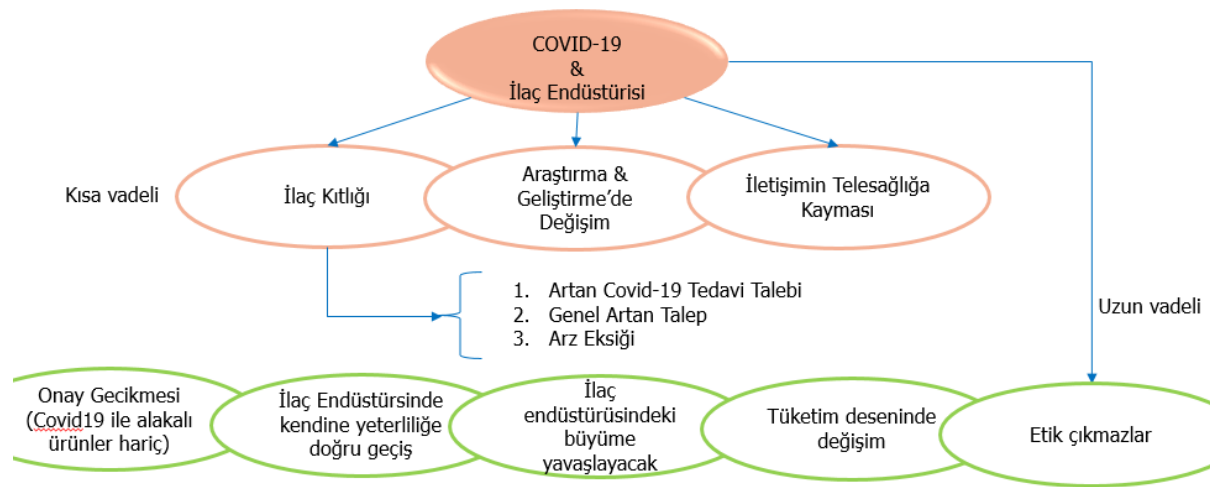 COVID-19
&
İlaç Endüstürisi
Kısa vadeli
İlaç Kıtlığı
Araştırma &
Geliştirme’de
Değişim
İletişimin Telesağlığa
Kayması
1. Artan Covid-19 Tedavi Talebi
2. Genel Artan Talep
3. Arz Eksiği
Uzun vadeli
Onay Gecikmesi
(Covid19 ile alakalı
ürünler hariç)
İlaç Endüstürsinde
kendine yeterliliğe
doğru geçiş
İlaç
endüstürüsindeki
büyüme
yavaşlayacak
Tüketim deseninde
değişim
Etik çıkmazlar